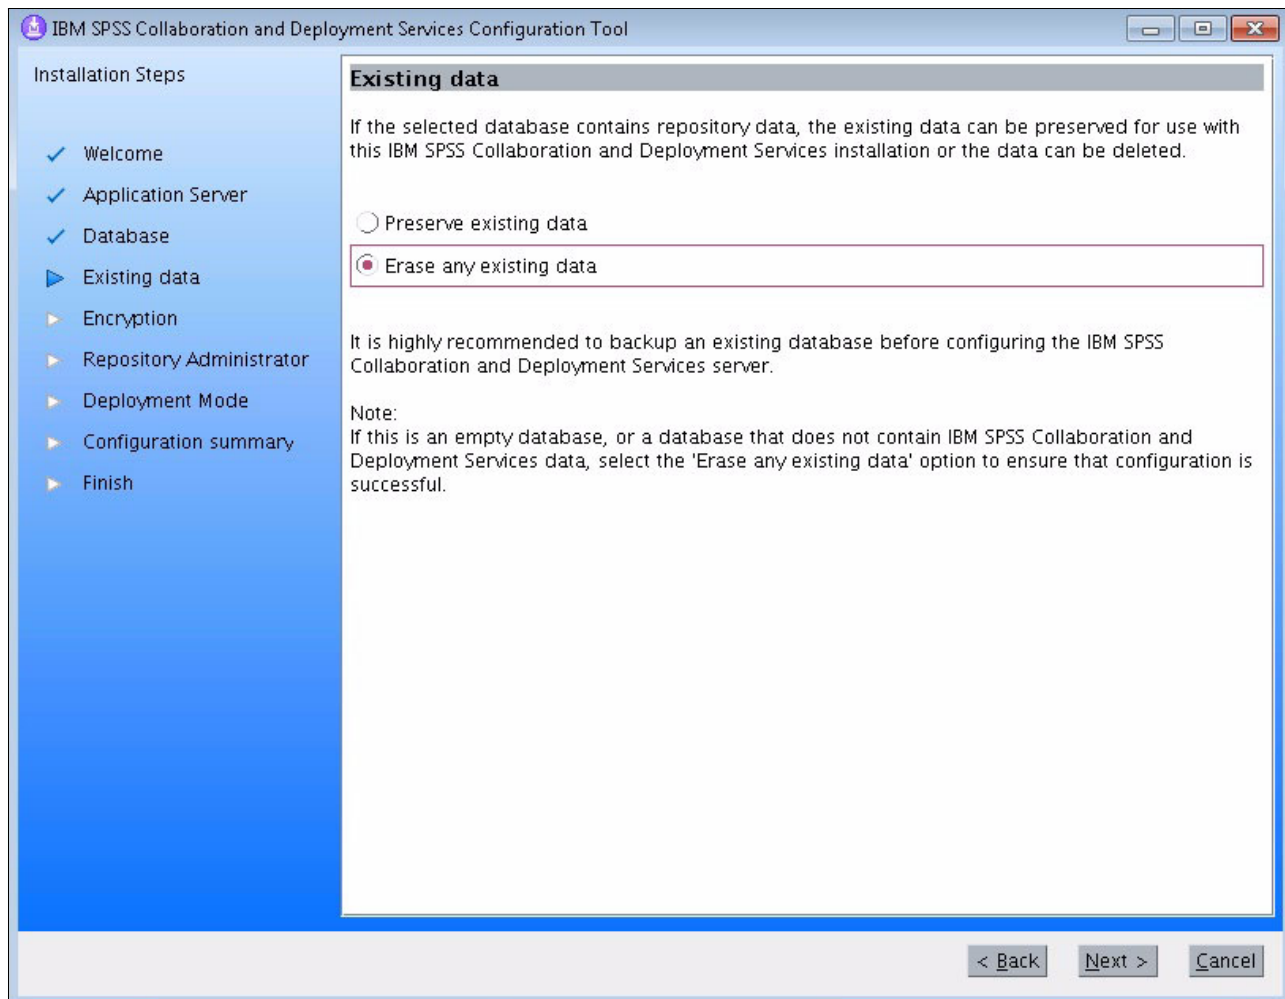 IBM SPSS Collaboration and Deployment Services Configuration Tool
Installation Steps
Welcome
Application Server
Database
Existing data
Encryption
Repository Administrator
Deployment Mode
Configuration summary
Finish
Existing data
If the selected database contains repository data, the existing data can be preserved for use with
this IBM SPSS Collaboration and Deployment Services installation or the data can be deleted.
Preserve existing data
Erase any existing data
It is highly recommended to backup an existing database before configuring the IBM SPSS
Collaboration and Deployment Services server.
Note:
If this is an empty database, or a database that does not contain IBM SPSS Collaboration and
Deployment Services data, select the 'Erase any existing data' option to ensure that configuration is
successful.
< Back Next > Cancel